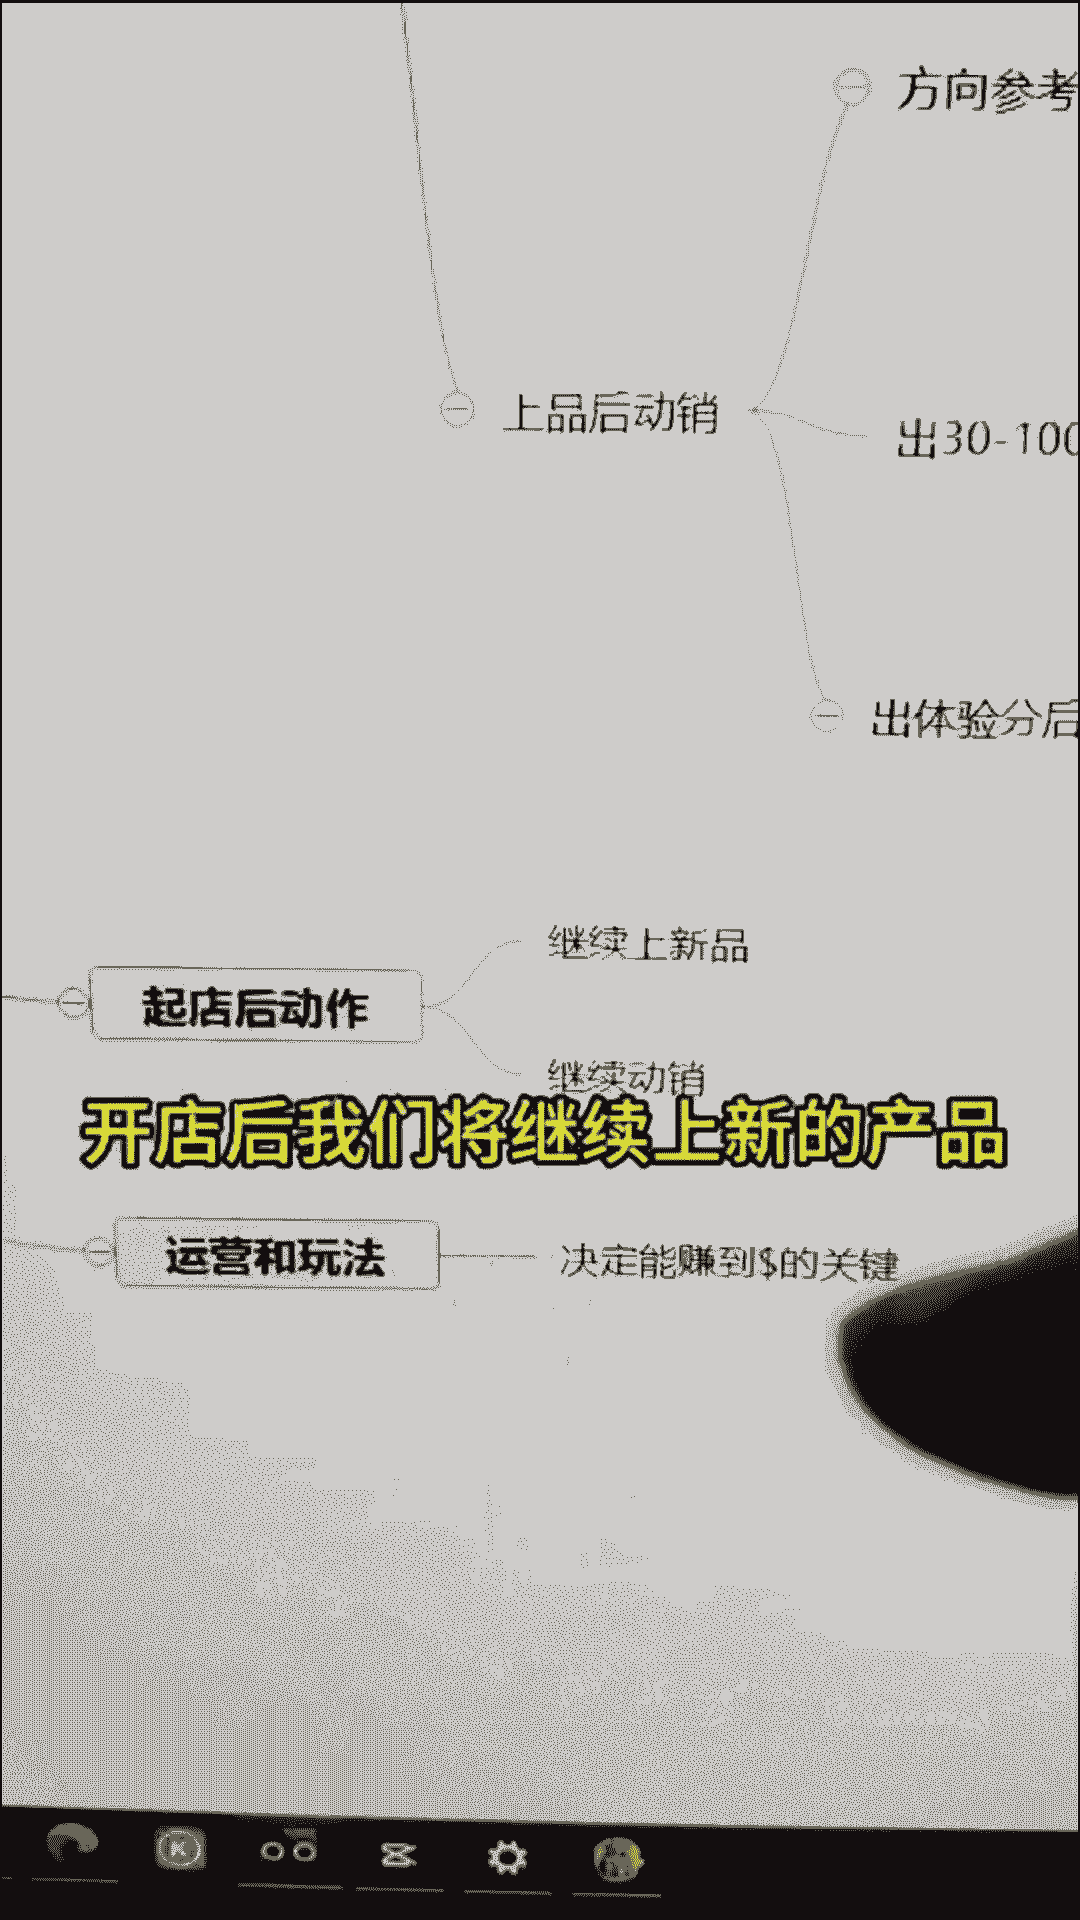 方向参考
上品后动销
出30-100
出体验分后
继续上新品
起店后动作
继续动销
开店后我们将继续上新的产品
运营和玩法
决定能赚到$的关键
K